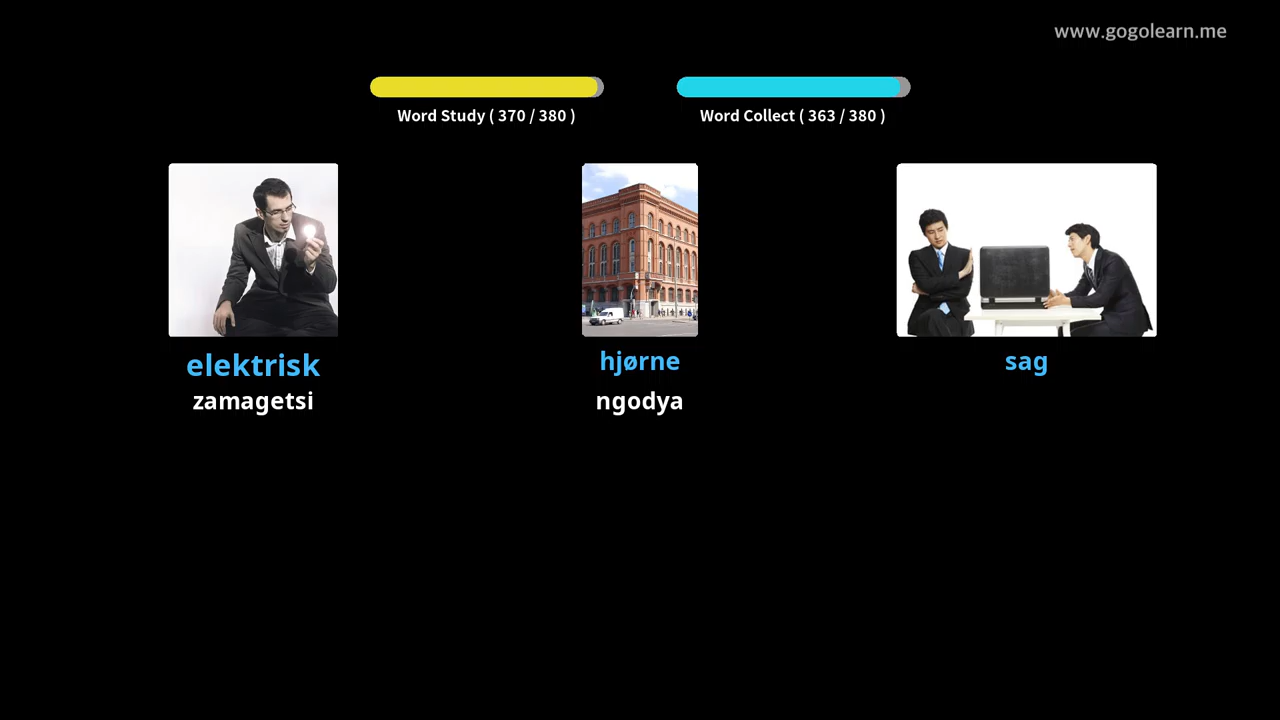 www.gogolearn.me
Word Study ( 370 / 380 )
Word Collect ( 363 / 380 )
elektrisk
zamagetsi
hjørne
ngodya
sag